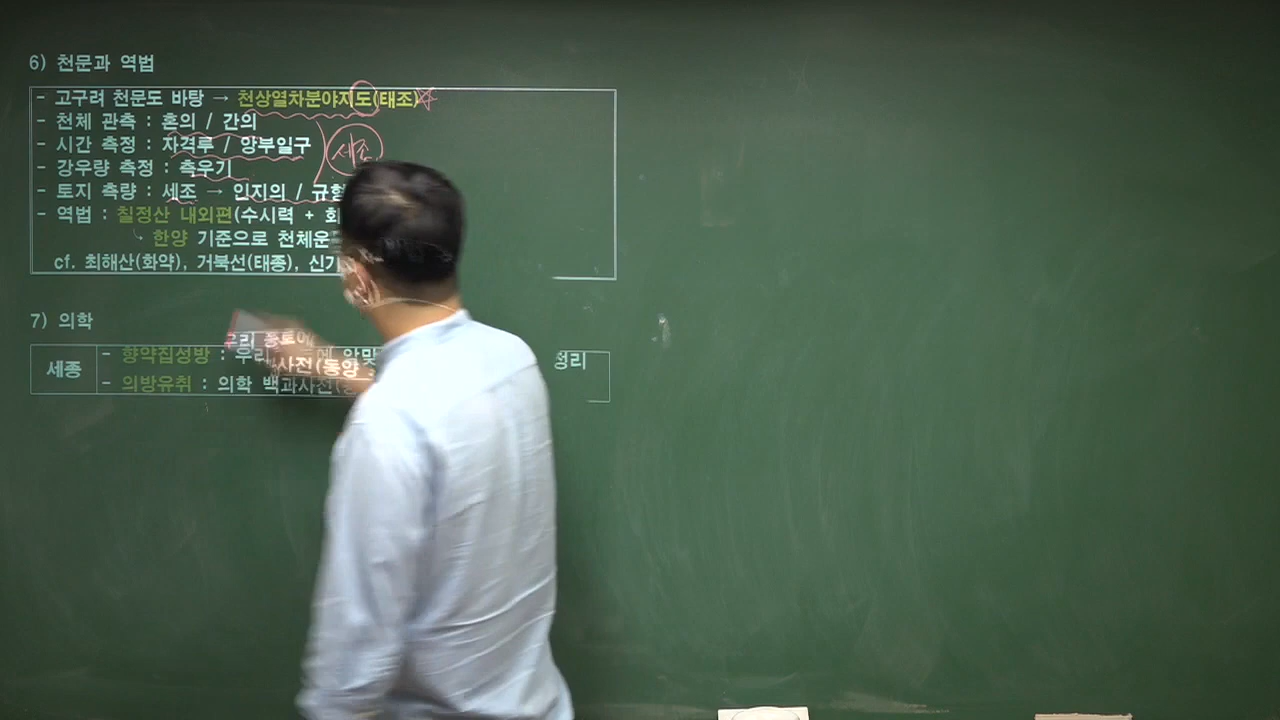 6) 천문과 역법
- 고구려 천문도 바탕 → 천상열차분야지도(태조)
- 천체 관측 : 혼의 / 간의
- 시간 측정 : 자격루 / 앙부일구
세종
- 강우량 측정 : 측우기
- 토지 측량 : 세조 → 인지의 / 규형
- 역법 : 칠정산 내외편(수시력 + 회
한양 기준으로 천체운
cf. 최해산(화약), 거북선(태종), 신기
7) 의학
세종
- 향약집성방 : 우리 알맞 정리
- 의방유취 : 의학 백과사전(동